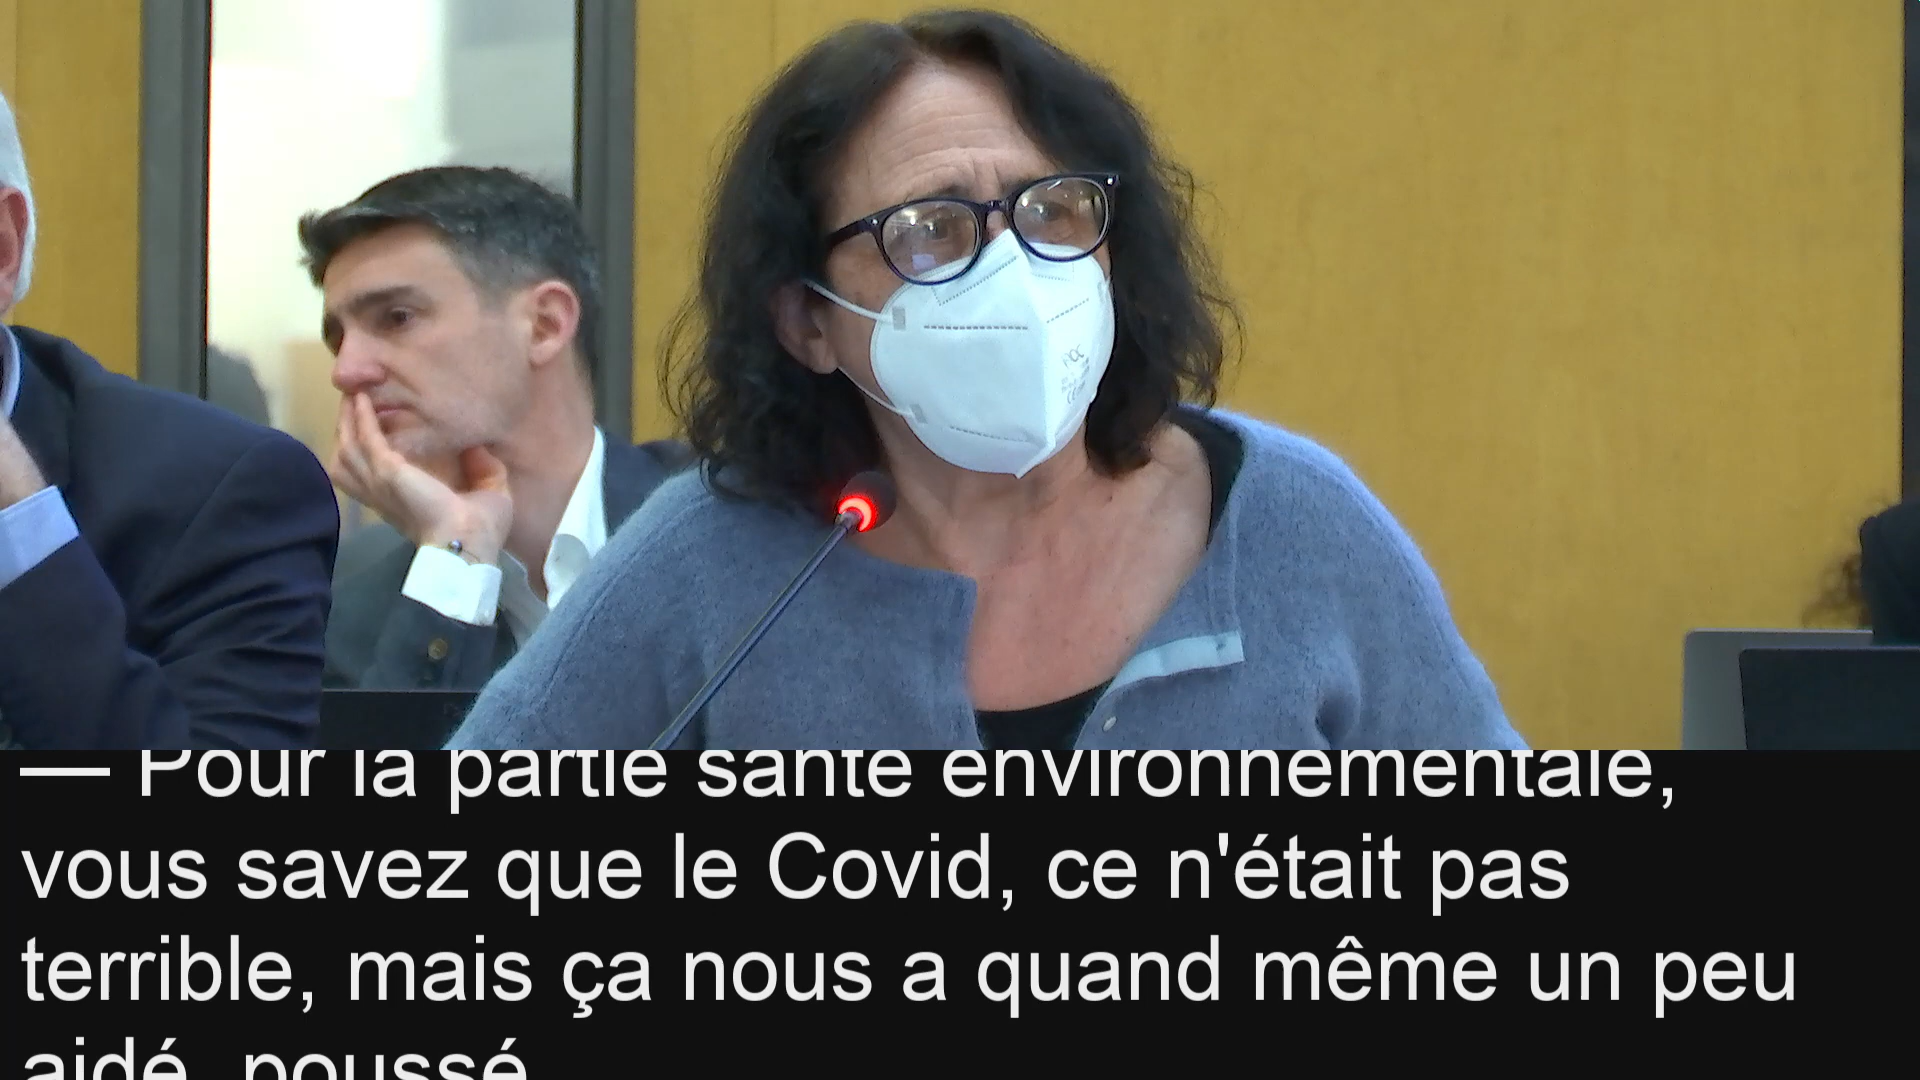 — Pour la partie santé environnementale,
vous savez que le Covid, ce n'était pas
terrible, mais ça nous a quand même un peu
aidé, poussé